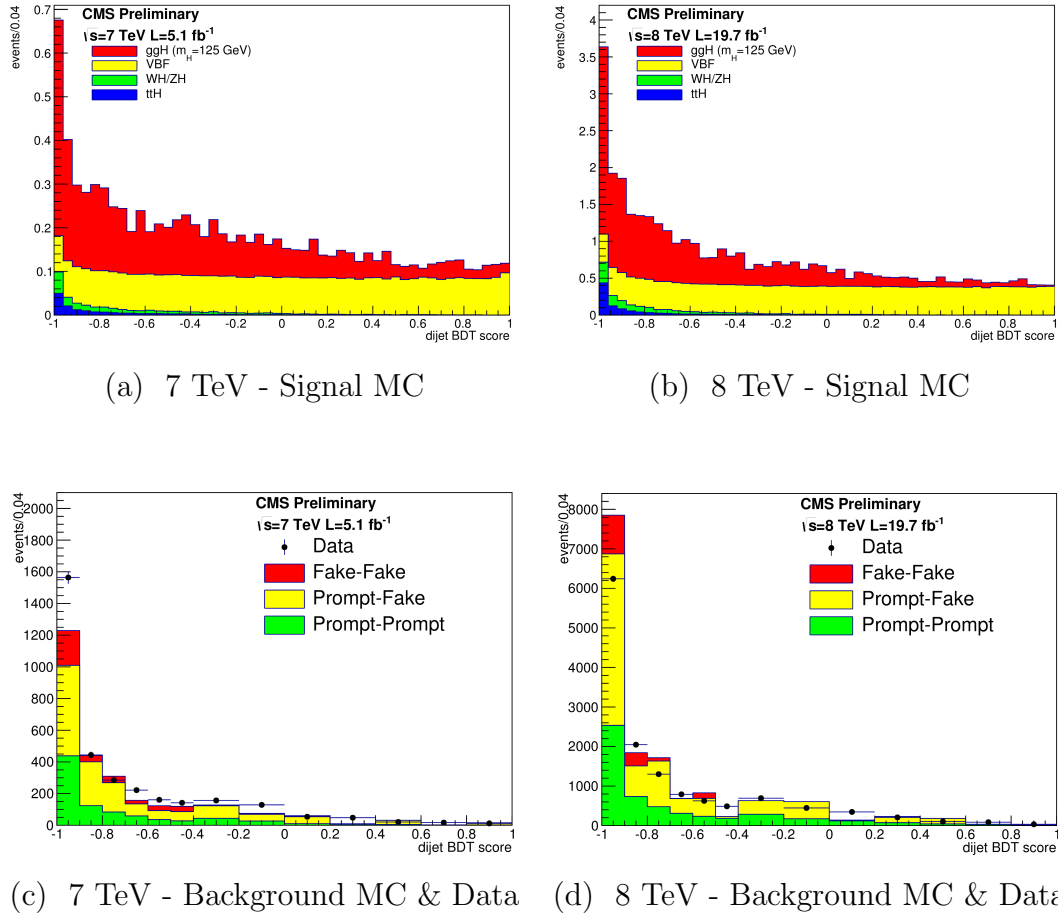 CMS Preliminary
√s=7 TeV L=5.1 fb⁻¹
ggH (m_H=125 GeV)
VBF
WH/ZH
ttH
events/0.04
0.7
0.6
0.5
0.4
0.3
0.2
0.1
0
-1 -0.8 -0.6 -0.4 -0.2 0 0.2 0.4 0.6 0.8 1
dijet BDT score
(a) 7 TeV - Signal MC
CMS Preliminary
√s=8 TeV L=19.7 fb⁻¹
ggH (m_H=125 GeV)
VBF
WH/ZH
ttH
events/0.04
4
3.5
3
2.5
2
1.5
1
0.5
0
-1 -0.8 -0.6 -0.4 -0.2 0 0.2 0.4 0.6 0.8 1
dijet BDT score
(b) 8 TeV - Signal MC
CMS Preliminary
√s=7 TeV L=5.1 fb⁻¹
Data
Fake-Fake
Prompt-Fake
Prompt-Prompt
events/0.04
2000
1800
1600
1400
1200
1000
800
600
400
200
0
-1 -0.8 -0.6 -0.4 -0.2 0 0.2 0.4 0.6 0.8 1
dijet BDT score
(c) 7 TeV - Background MC & Data
CMS Preliminary
√s=8 TeV L=19.7 fb⁻¹
Data
Fake-Fake
Prompt-Fake
Prompt-Prompt
events/0.04
8000
7000
6000
5000
4000
3000
2000
1000
0
-1 -0.8 -0.6 -0.4 -0.2 0 0.2 0.4 0.6 0.8 1
dijet BDT score
(d) 8 TeV - Background MC & Data